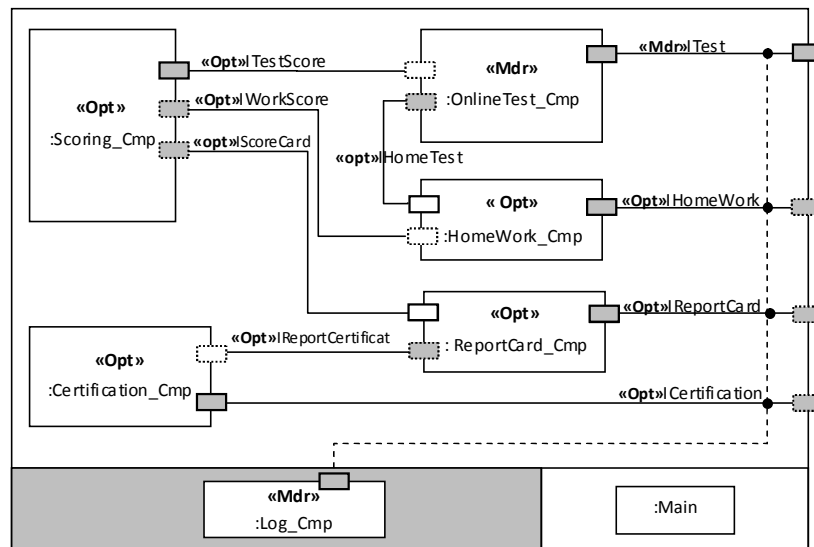 «Opt»ITestScore
«Mdr»
:OnlineTest_Cmp
«Mdr»ITest
«Opt»
:Scoring_Cmp
«Opt»IWorkScore
«opt»IScoreCard
«opt»IHomeTest
« Opt»
:HomeWork_Cmp
«Opt»IHomeWork
«Opt»
: ReportCard_Cmp
«Opt»IReportCard
«Opt»
:Certification_Cmp
«Opt»IReportCertificat
«Opt»ICertification
«Mdr»
:Log_Cmp
:Main